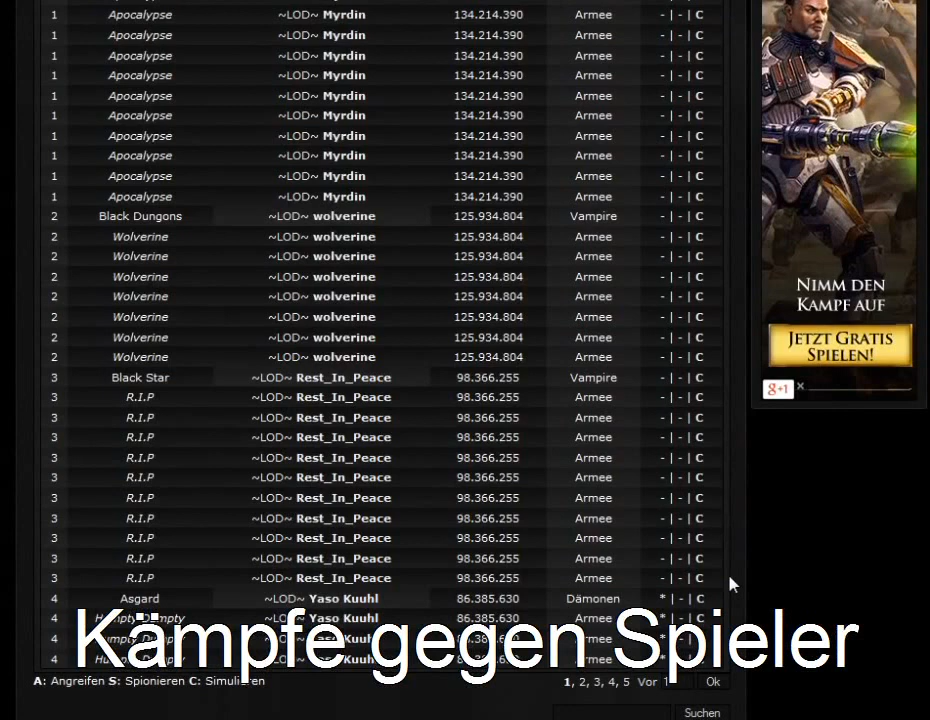 1 Apocalypse ~LOD~ Myrdin 134.214.390 Armee - | - | C
1 Apocalypse ~LOD~ Myrdin 134.214.390 Armee - | - | C
1 Apocalypse ~LOD~ Myrdin 134.214.390 Armee - | - | C
1 Apocalypse ~LOD~ Myrdin 134.214.390 Armee - | - | C
1 Apocalypse ~LOD~ Myrdin 134.214.390 Armee - | - | C
1 Apocalypse ~LOD~ Myrdin 134.214.390 Armee - | - | C
1 Apocalypse ~LOD~ Myrdin 134.214.390 Armee - | - | C
1 Apocalypse ~LOD~ Myrdin 134.214.390 Armee - | - | C
1 Apocalypse ~LOD~ Myrdin 134.214.390 Armee - | - | C
1 Apocalypse ~LOD~ Myrdin 134.214.390 Armee - | - | C
2 Black Dungons ~LOD~ wolverine 125.934.804 Vampire - | - | C
2 Wolverine ~LOD~ wolverine 125.934.804 Armee - | - | C
2 Wolverine ~LOD~ wolverine 125.934.804 Armee - | - | C
2 Wolverine ~LOD~ wolverine 125.934.804 Armee - | - | C
2 Wolverine ~LOD~ wolverine 125.934.804 Armee - | - | C
2 Wolverine ~LOD~ wolverine 125.934.804 Armee - | - | C
2 Wolverine ~LOD~ wolverine 125.934.804 Armee - | - | C
2 Wolverine ~LOD~ wolverine 125.934.804 Armee - | - | C
3 Black Star ~LOD~ Rest_In_Peace 98.366.255 Vampire - | - | C
3 R.I.P ~LOD~ Rest_In_Peace 98.366.255 Armee - | - | C
3 R.I.P ~LOD~ Rest_In_Peace 98.366.255 Armee - | - | C
3 R.I.P ~LOD~ Rest_In_Peace 98.366.255 Armee - | - | C
3 R.I.P ~LOD~ Rest_In_Peace 98.366.255 Armee - | - | C
3 R.I.P ~LOD~ Rest_In_Peace 98.366.255 Armee - | - | C
3 R.I.P ~LOD~ Rest_In_Peace 98.366.255 Armee - | - | C
3 R.I.P ~LOD~ Rest_In_Peace 98.366.255 Armee - | - | C
3 R.I.P ~LOD~ Rest_In_Peace 98.366.255 Armee - | - | C
3 R.I.P ~LOD~ Rest_In_Peace 98.366.255 Armee - | - | C
3 R.I.P ~LOD~ Rest_In_Peace 98.366.255 Armee - | - | C
4 Asgard ~LOD~ Yaso Kuuhl 86.385.630 Dämonen * | - | C
4 ~LOD~ Yaso Kuuhl 86.385.630 Armee
4
4
Kämpfe gegen Spieler
A: Angreifen S: Spionieren C: Simulieren
1, 2, 3, 4, 5 Vor 1 Ok
Suchen
NIMM DEN
KAMPF AUF
JETZT GRATIS
SPIELEN!
g+1